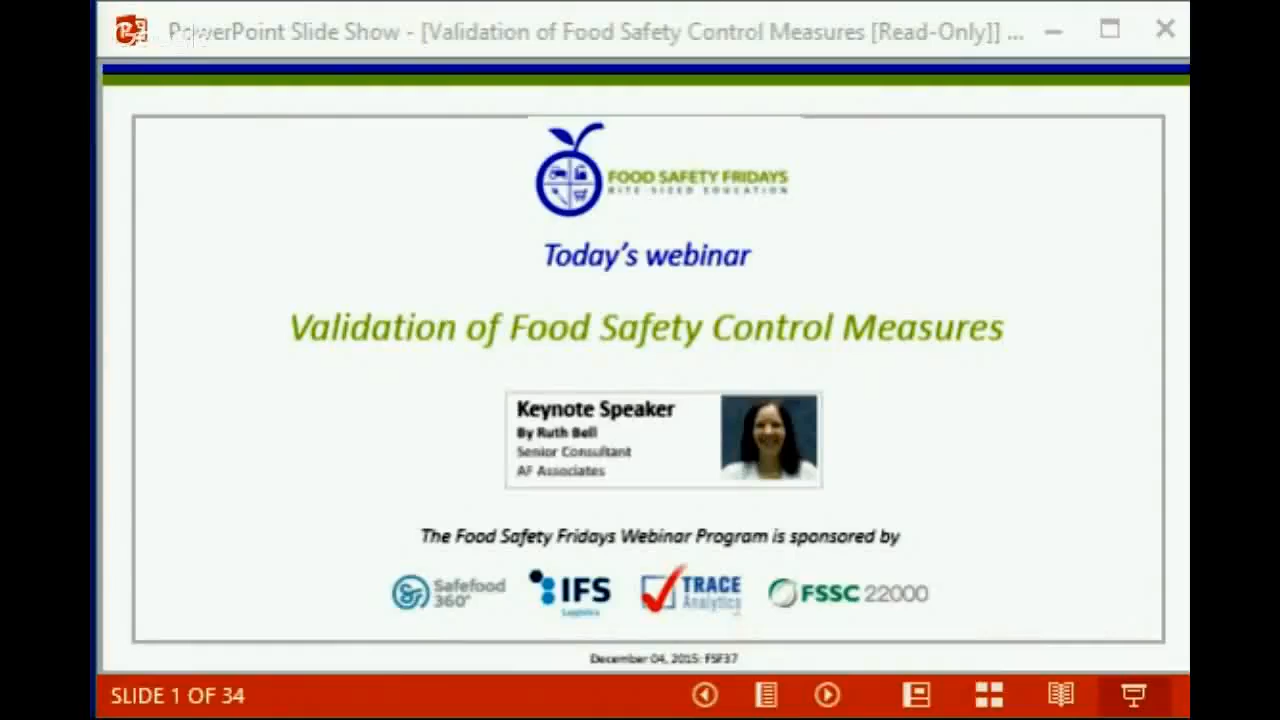 PowerPoint Slide Show - [Validation of Food Safety Control Measures [Read-Only]] ...
FOOD SAFETY FRIDAYS
BITE SIZED EDUCATION
Today's webinar
Validation of Food Safety Control Measures
Keynote Speaker
By Ruth Bell
Senior Consultant
AF Associates
The Food Safety Fridays Webinar Program is sponsored by
Safefood 360°
IFS Logistics
TRACE Analytics
FSSC 22000
December 04, 2015: FSF37
SLIDE 1 OF 34